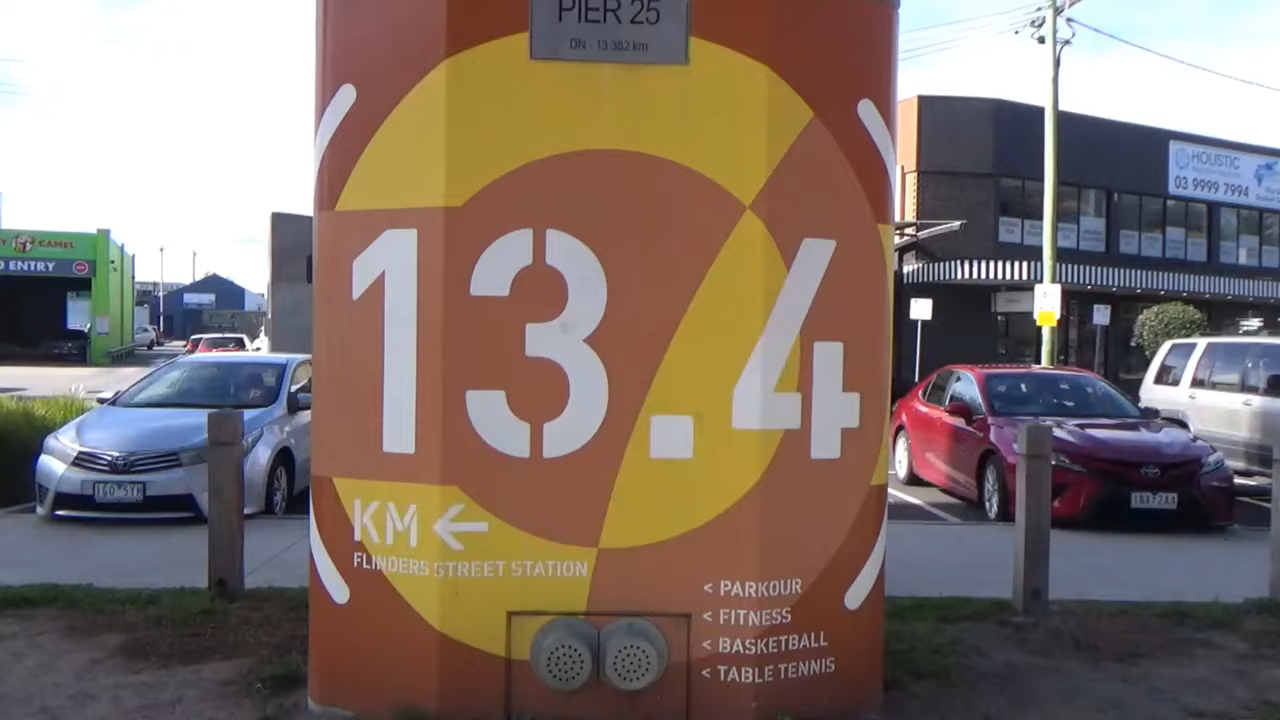 PIER 25
DN - 13 382 km
13.4
KM ←
FLINDERS STREET STATION
< PARKOUR
< FITNESS
< BASKETBALL
< TABLE TENNIS
CAMEL
ENTRY
HOLISTIC
03 9999 7994